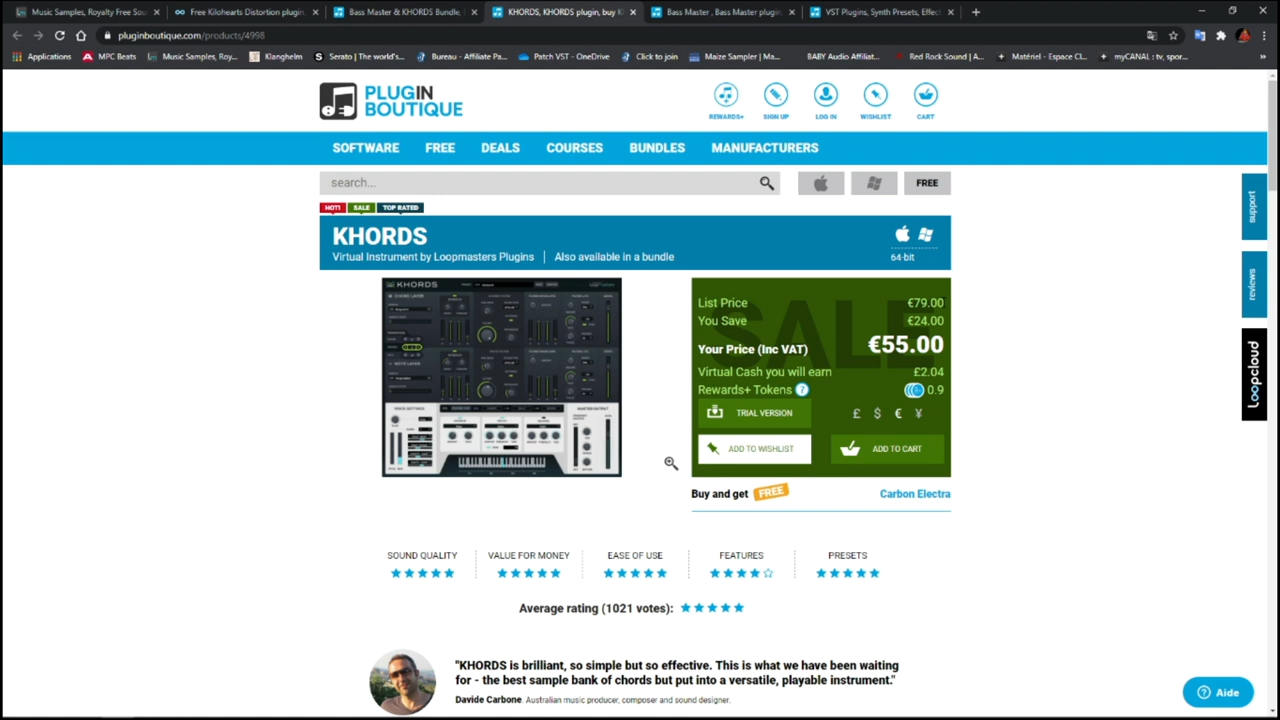 Music Samples, Royalty Free Sou
Free Kilohearts Distortion plugin,
Bass Master & KHORDS Bundle,
KHORDS, KHORDS plugin, buy K
Bass Master , Bass Master plugin
VST Plugins, Synth Presets, Effect
pluginboutique.com/products/4998
Applications
MPC Beats
Music Samples, Roy...
Klanghelm
Serato | The world's...
Bureau - Affiliate Pa...
Patch VST - OneDrive
Click to join
Maize Sampler | Ma...
BABY Audio Affiliat...
Red Rock Sound | A...
Matériel - Espace Cl...
myCANAL : tv, spor...
PLUGIN
BOUTIQUE
REWARDS+
SIGN UP
LOG IN
WISHLIST
CART
SOFTWARE
FREE
DEALS
COURSES
BUNDLES
MANUFACTURERS
search...
FREE
HOT!
SALE
TOP RATED
KHORDS
Virtual Instrument by Loopmasters Plugins | Also available in a bundle
64-bit
KHORDS
SALE
List Price €79.00
You Save €24.00
Your Price (Inc VAT) €55.00
Virtual Cash you will earn £2.04
Rewards+ Tokens ? 0.9
TRIAL VERSION
£ $ € ¥
ADD TO WISHLIST
ADD TO CART
Buy and get FREE Carbon Electra
SOUND QUALITY
VALUE FOR MONEY
EASE OF USE
FEATURES
PRESETS
Average rating (1021 votes):
"KHORDS is brilliant, so simple but so effective. This is what we have been waiting
for - the best sample bank of chords but put into a versatile, playable instrument."
Davide Carbone, Australian music producer, composer and sound designer.
support
reviews
Loopcloud
Aide